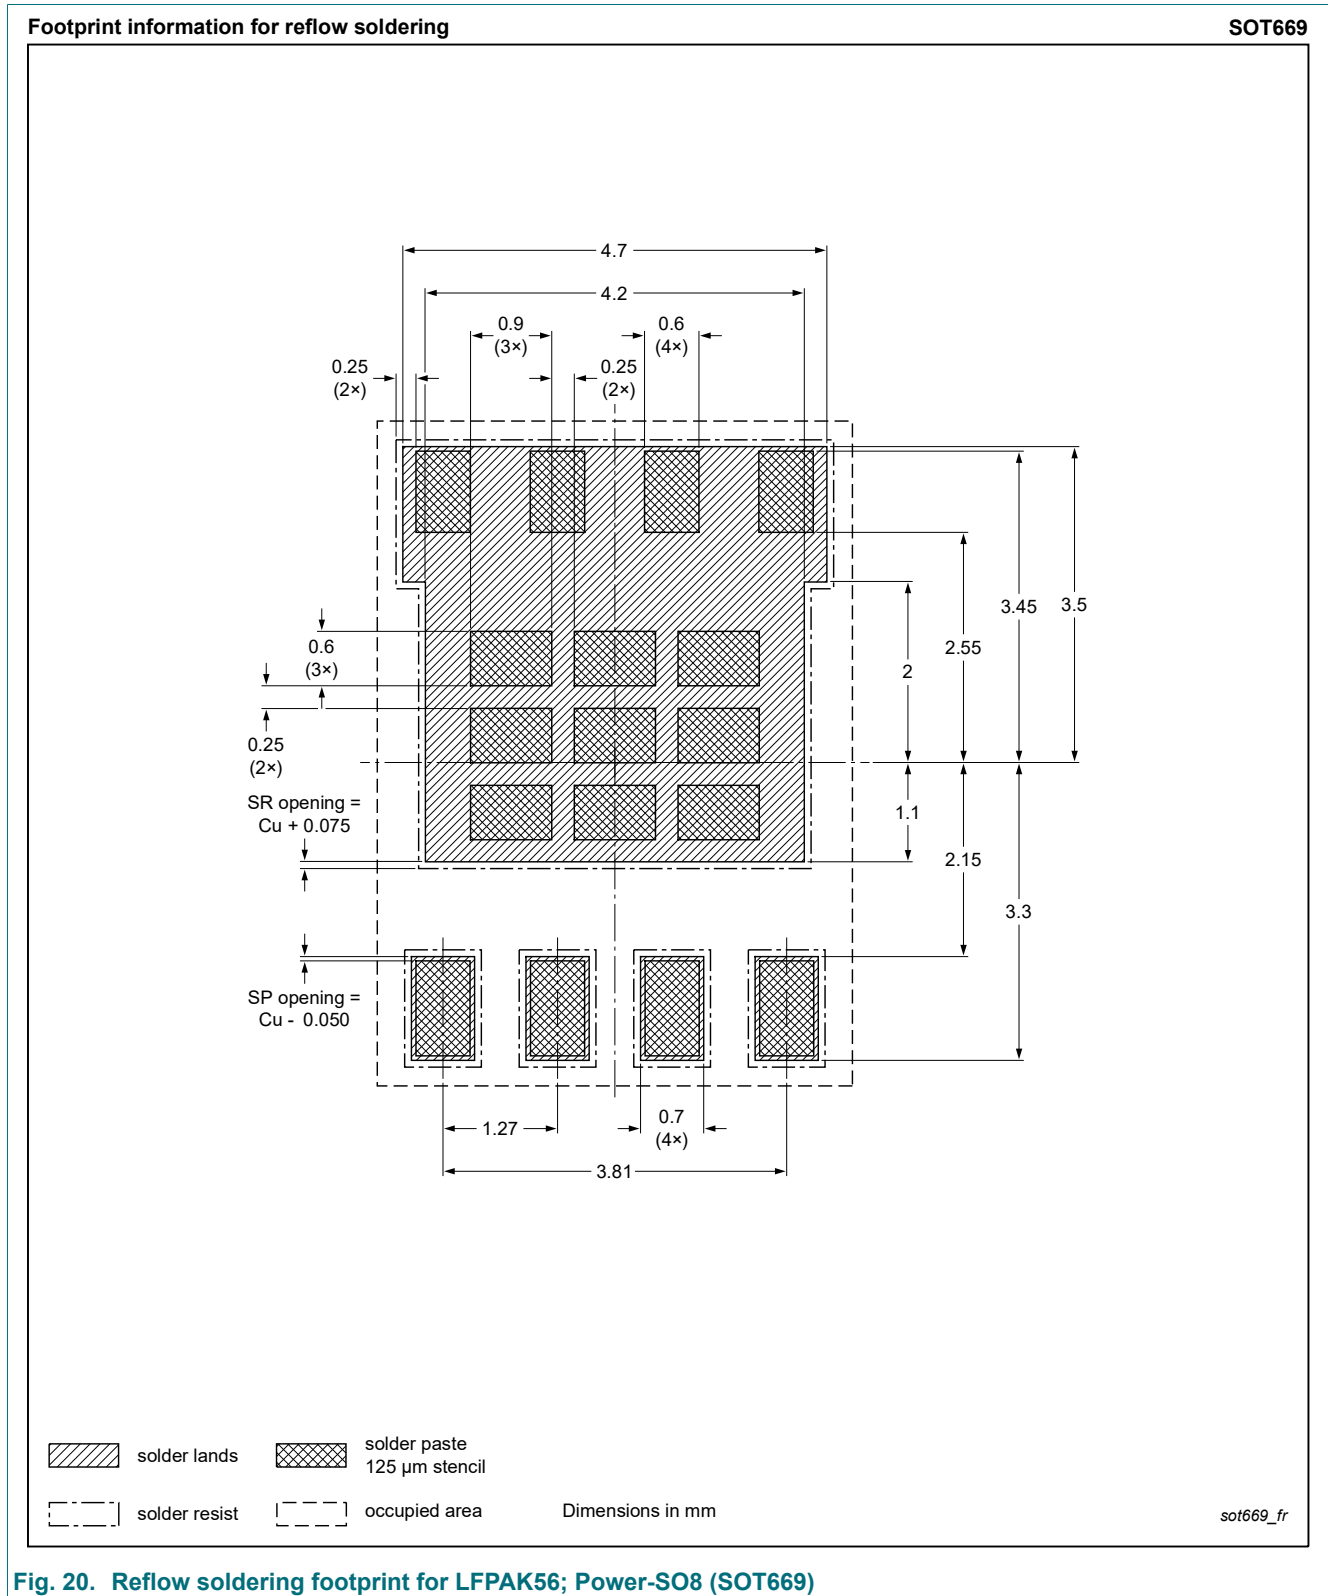 Footprint information for reflow soldering
SOT669
4.7
4.2
0.9
(3×)
0.6
(4×)
0.25
(2×)
0.25
(2×)
0.6
(3×)
0.25
(2×)
3.45
3.5
2.55
2
SR opening =
Cu + 0.075
1.1
2.15
3.3
SP opening =
Cu - 0.050
1.27
0.7
(4×)
3.81
solder lands
solder paste
125 µm stencil
solder resist
occupied area
Dimensions in mm
sot669_fr
Fig. 20. Reflow soldering footprint for LFPAK56; Power-SO8 (SOT669)